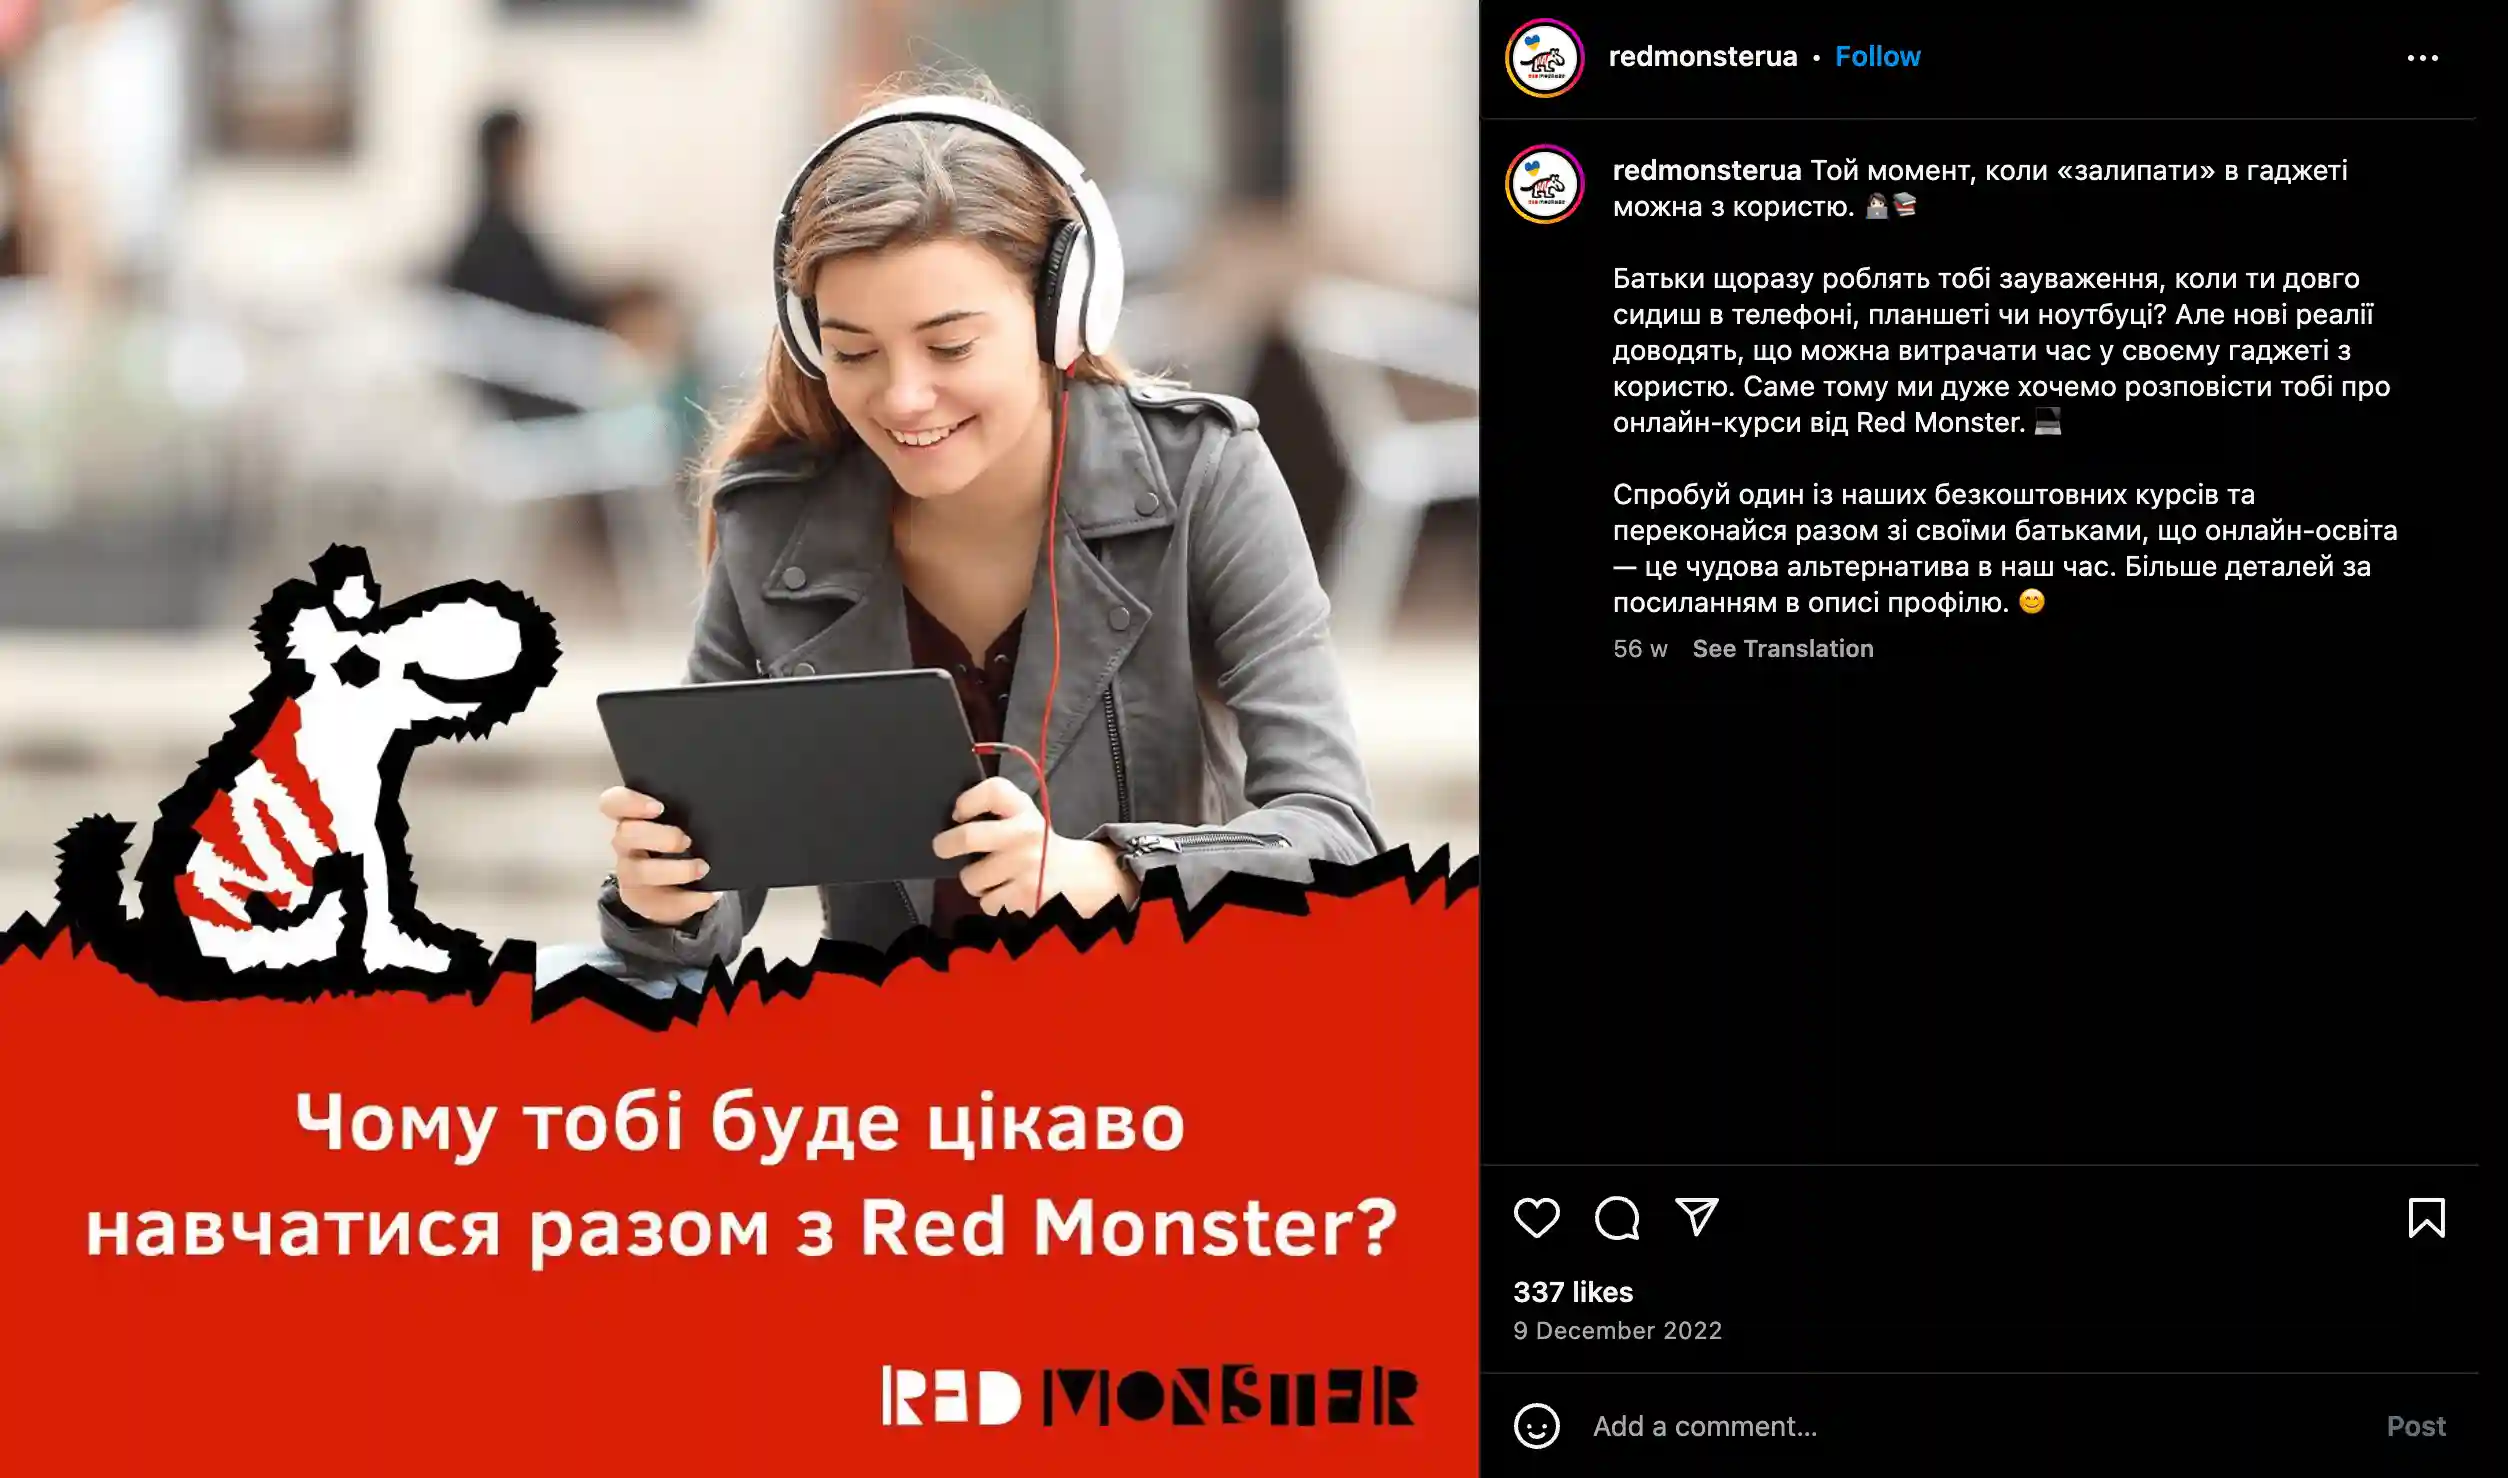 Чому тобі буде цікаво
навчатися разом з Red Monster?
RED MONSTER
redmonsterua • Follow
redmonsterua Той момент, коли «залипати» в гаджеті
можна з користю. 👩🏻‍💻📚
Батьки щоразу роблять тобі зауваження, коли ти довго
сидиш в телефоні, планшеті чи ноутбуці? Але нові реалії
доводять, що можна витрачати час у своєму гаджеті з
користю. Саме тому ми дуже хочемо розповісти тобі про
онлайн-курси від Red Monster. 💻
Спробуй один із наших безкоштовних курсів та
переконайся разом зі своїми батьками, що онлайн-освіта
— це чудова альтернатива в наш час. Більше деталей за
посиланням в описі профілю. 😊
56 w See Translation
337 likes
9 December 2022
Add a comment...
Post